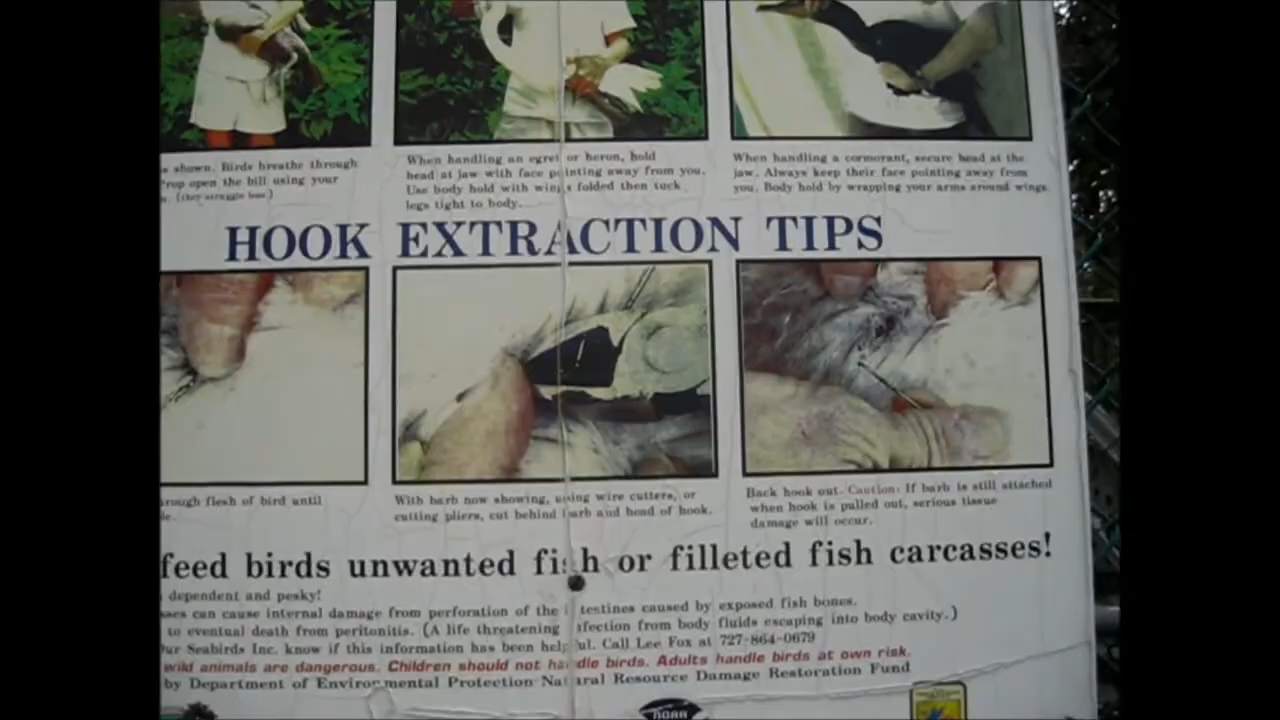 s shown. Birds breathe through
rop open the bill using your
. (they struggle less)
When handling an egret or heron, hold
head at jaw with face pointing away from you.
Use body hold with wings folded then tuck
legs tight to body.
When handling a cormorant, secure head at the
jaw. Always keep their face pointing away from
you. Body hold by wrapping your arms around wings.
HOOK EXTRACTION TIPS
rough flesh of bird until
le.
With barb now showing, using wire cutters, or
cutting pliers, cut behind barb and head of hook.
Back hook out. Caution: If barb is still attached
when hook is pulled out, serious tissue
damage will occur.
feed birds unwanted fish or filleted fish carcasses!
dependent and pesky!
sses can cause internal damage from perforation of the intestines caused by exposed fish bones.
to eventual death from peritonitis. (A life threatening infection from body fluids escaping into body cavity.)
ur Seabirds Inc. know if this information has been helpful. Call Lee Fox at 727-864-0679
wild animals are dangerous. Children should not handle birds. Adults handle birds at own risk.
by Department of Environmental Protection Natural Resource Damage Restoration Fund
NOAA